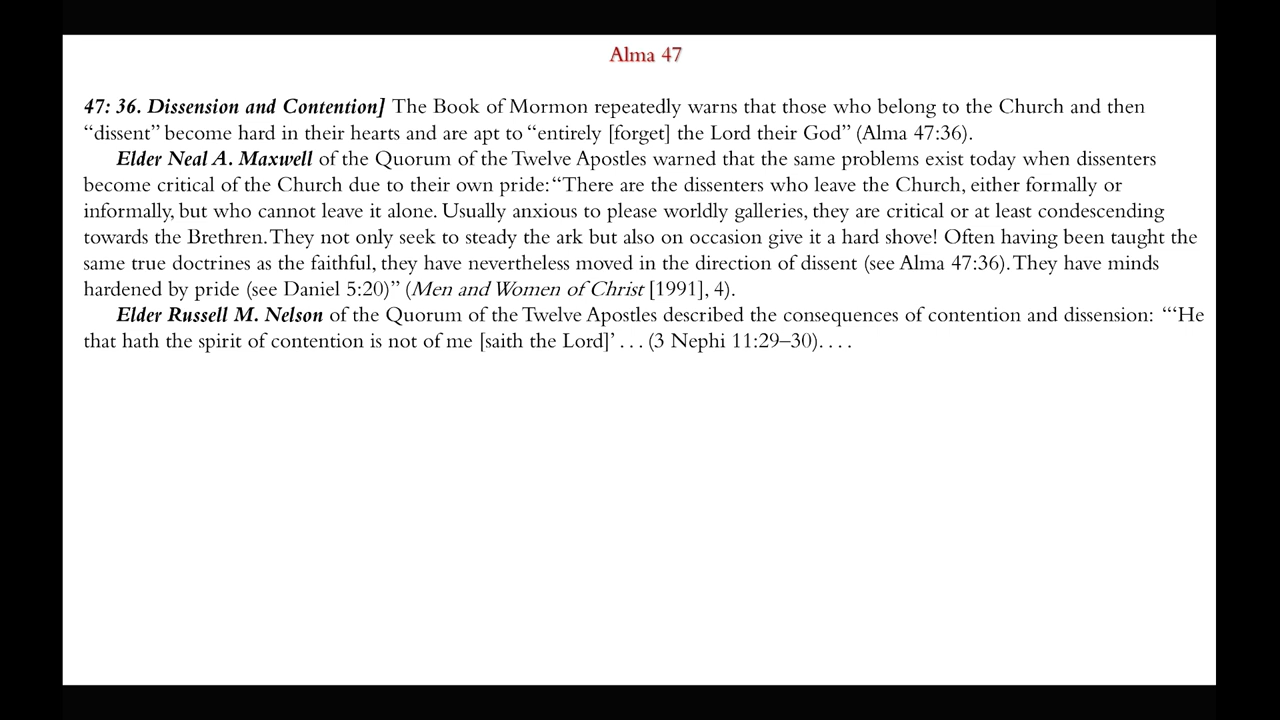 Alma 47
47: 36. Dissension and Contention] The Book of Mormon repeatedly warns that those who belong to the Church and then
“dissent” become hard in their hearts and are apt to “entirely [forget] the Lord their God” (Alma 47:36).
Elder Neal A. Maxwell of the Quorum of the Twelve Apostles warned that the same problems exist today when dissenters
become critical of the Church due to their own pride: “There are the dissenters who leave the Church, either formally or
informally, but who cannot leave it alone. Usually anxious to please worldly galleries, they are critical or at least condescending
towards the Brethren. They not only seek to steady the ark but also on occasion give it a hard shove! Often having been taught the
same true doctrines as the faithful, they have nevertheless moved in the direction of dissent (see Alma 47:36). They have minds
hardened by pride (see Daniel 5:20)” (Men and Women of Christ [1991], 4).
Elder Russell M. Nelson of the Quorum of the Twelve Apostles described the consequences of contention and dissension: “‘He
that hath the spirit of contention is not of me [saith the Lord]’ . . . (3 Nephi 11:29–30). . . .